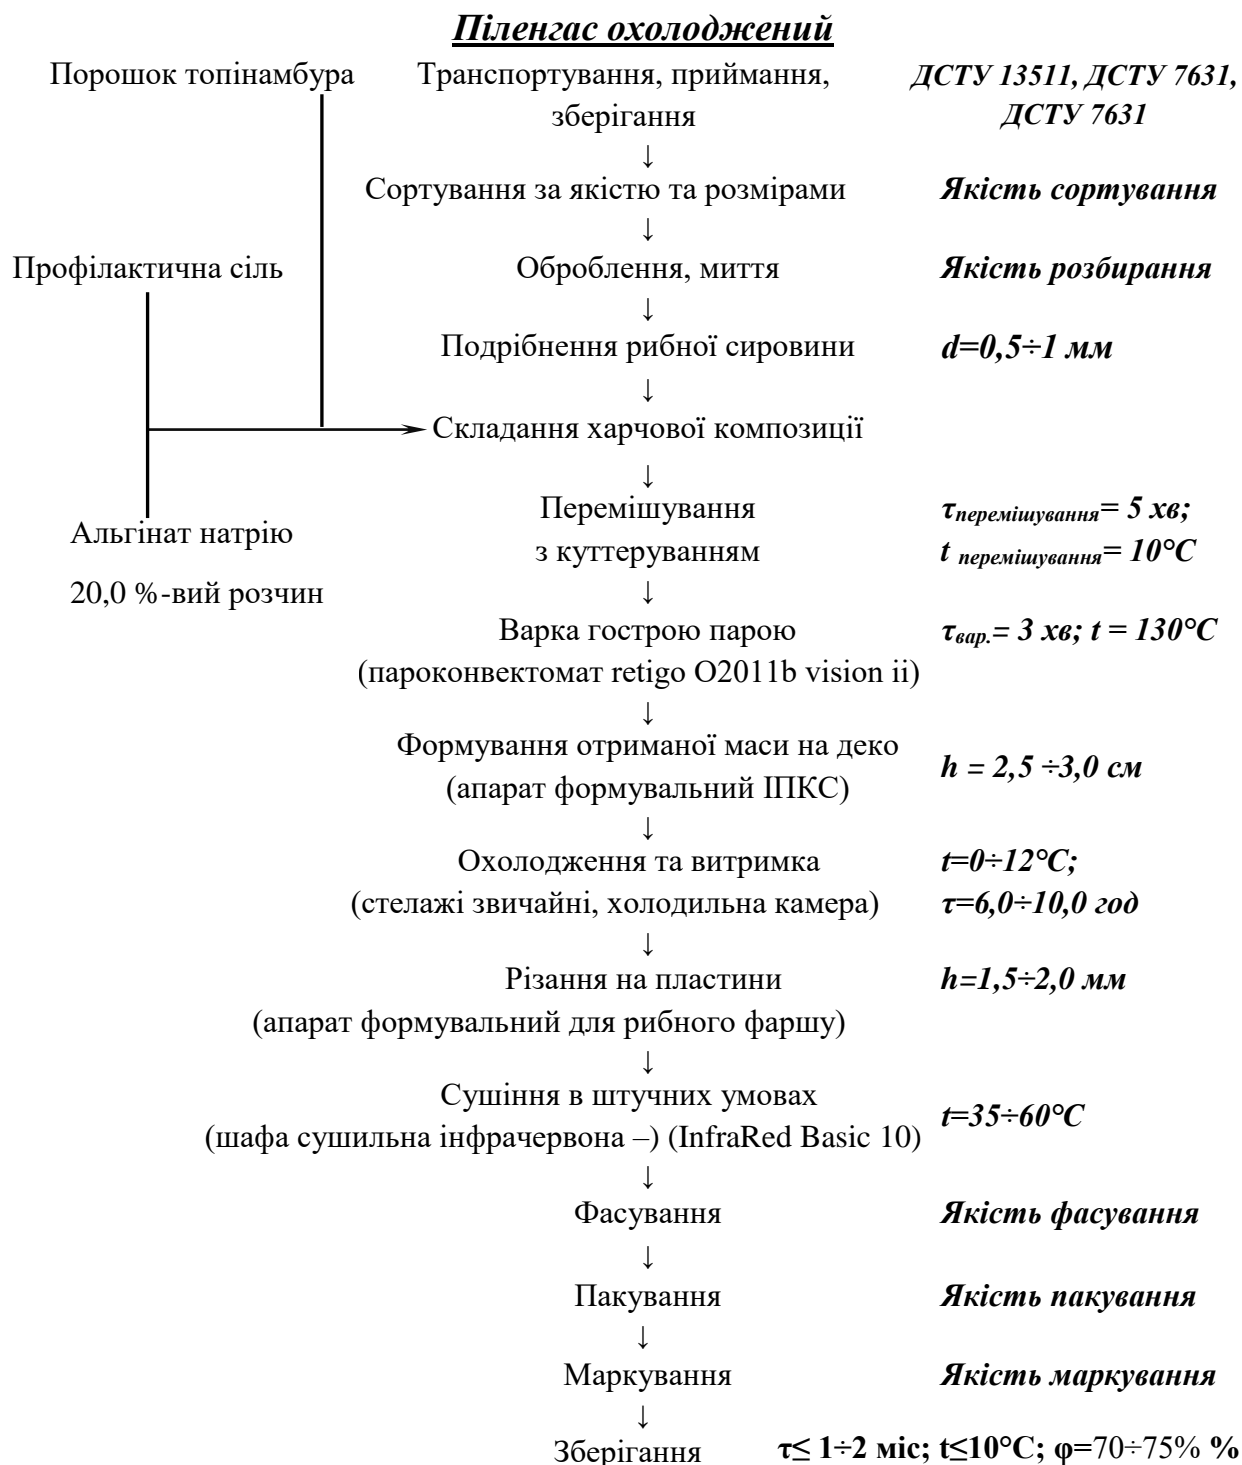 Піленгас охолоджений
Порошок топінамбура
Транспортування, приймання,
зберігання
ДСТУ 13511, ДСТУ 7631,
ДСТУ 7631
↓
Сортування за якістю та розмірами
Якість сортування
↓
Профілактична сіль
Оброблення, миття
Якість розбирання
↓
Подрібнення рибної сировини
d=0,5÷1 мм
↓
Складання харчової композиції
↓
Альгінат натрію
20,0 %-вий розчин
Перемішування
з куттеруванням
τперемішування= 5 хв;
t перемішування= 10°С
↓
Варка гострою парою
(пароконвектомат retigo O2011b vision ii)
τвар.= 3 хв; t = 130°С
↓
Формування отриманої маси на деко
(апарат формувальний ІПКС)
h = 2,5 ÷3,0 см
↓
Охолодження та витримка
(стелажі звичайні, холодильна камера)
t=0÷12°С;
τ=6,0÷10,0 год
↓
Різання на пластини
(апарат формувальний для рибного фаршу)
h=1,5÷2,0 мм
↓
Сушіння в штучних умовах
(шафа сушильна інфрачервона –) (InfraRed Basic 10)
t=35÷60°С
↓
Фасування
Якість фасування
↓
Пакування
Якість пакування
↓
Маркування
Якість маркування
↓
Зберігання
τ≤ 1÷2 міс; t≤10°С; φ=70÷75% %